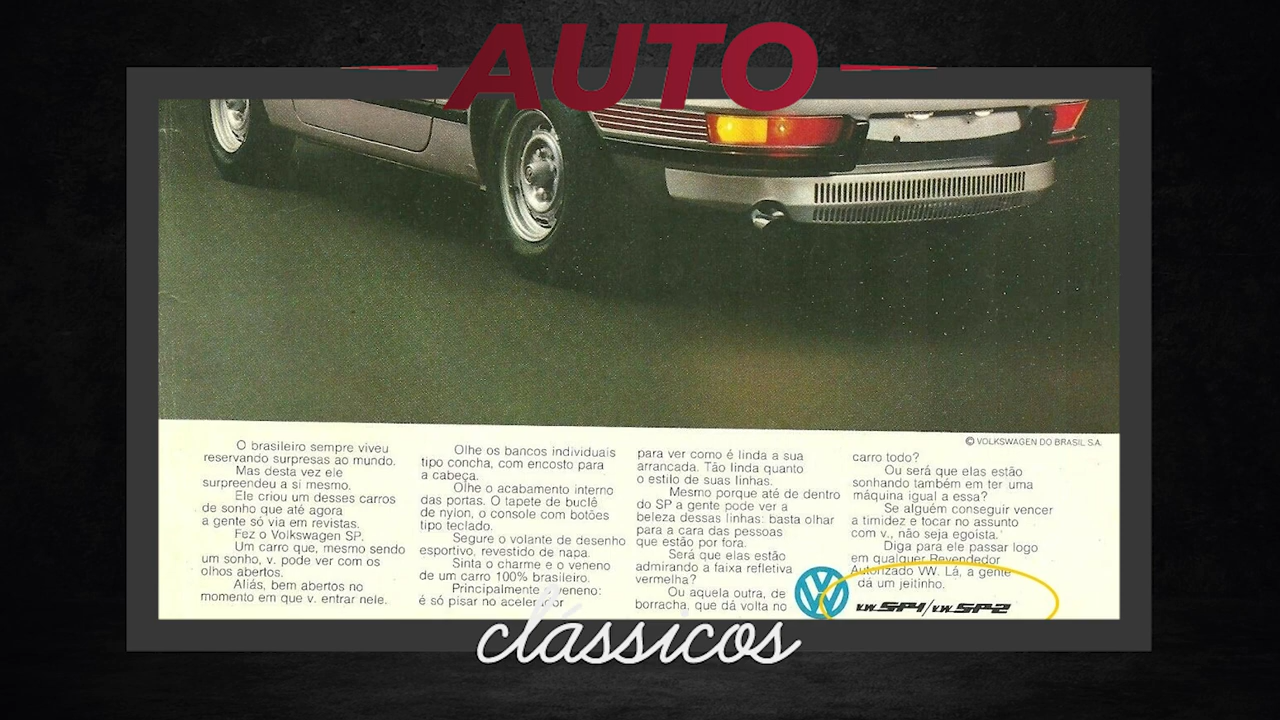 AUTO
© VOLKSWAGEN DO BRASIL S.A.
O brasileiro sempre viveu
reservando surpresas ao mundo.
Mas desta vez ele
surpreendeu a si mesmo.
Ele criou um desses carros
de sonho que até agora
a gente só via em revistas.
Fez o Volkswagen SP.
Um carro que, mesmo sendo
um sonho, v. pode ver com os
olhos abertos.
Aliás, bem abertos no
momento em que v. entrar nele.
Olhe os bancos individuais
tipo concha, com encosto para
a cabeça.
Olhe o acabamento interno
das portas. O tapete de buclê
de nylon, o console com botões
tipo teclado.
Segure o volante de desenho
esportivo, revestido de napa.
Sinta o charme e o veneno
de um carro 100% brasileiro.
Principalmente veneno:
é só pisar no acelerador
para ver como é linda a sua
arrancada. Tão linda quanto
o estilo de suas linhas.
Mesmo porque até de dentro
do SP a gente pode ver a
beleza dessas linhas: basta olhar
para a cara das pessoas
que estão por fora.
Será que elas estão
admirando a faixa refletiva
vermelha?
Ou aquela outra, de
borracha, que dá volta no
carro todo?
Ou será que elas estão
sonhando também em ter uma
máquina igual a essa?
Se alguém conseguir vencer
a timidez e tocar no assunto
com v., não seja egoísta.
Diga para ele passar logo
em qualquer Revendedor
Autorizado VW. Lá, a gente
dá um jeitinho.
VW SP1/VW SP2
clássicos